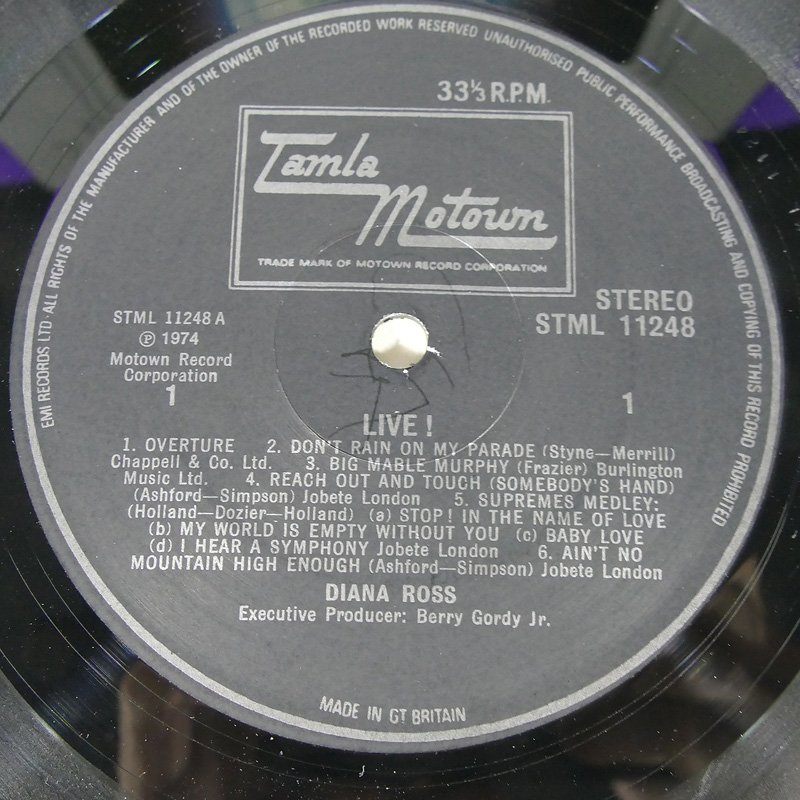 EMI RECORDS LTD · ALL RIGHTS OF THE MANUFACTURER AND OF THE OWNER OF THE RECORDED WORK RESERVED UNAUTHORISED PUBLIC PERFORMANCE BROADCASTING AND COPYING OF THIS RECORD PROHIBITED
33⅓ R.P.M.
Tamla
Motown
TRADE MARK OF MOTOWN RECORD CORPORATION
STEREO
STML 11248
STML 11248 A
℗ 1974
Motown Record
Corporation
1
1
LIVE !
1. OVERTURE 2. DON'T RAIN ON MY PARADE (Styne—Merrill)
Chappell & Co. Ltd. 3. BIG MABLE MURPHY (Frazier) Burlington
Music Ltd. 4. REACH OUT AND TOUCH (SOMEBODY'S HAND)
(Ashford—Simpson) Jobete London 5. SUPREMES MEDLEY:
(Holland—Dozier—Holland) (a) STOP! IN THE NAME OF LOVE
(b) MY WORLD IS EMPTY WITHOUT YOU (c) BABY LOVE
(d) I HEAR A SYMPHONY Jobete London 6. AIN'T NO
MOUNTAIN HIGH ENOUGH (Ashford—Simpson) Jobete London
DIANA ROSS
Executive Producer: Berry Gordy Jr.
MADE IN GT BRITAIN